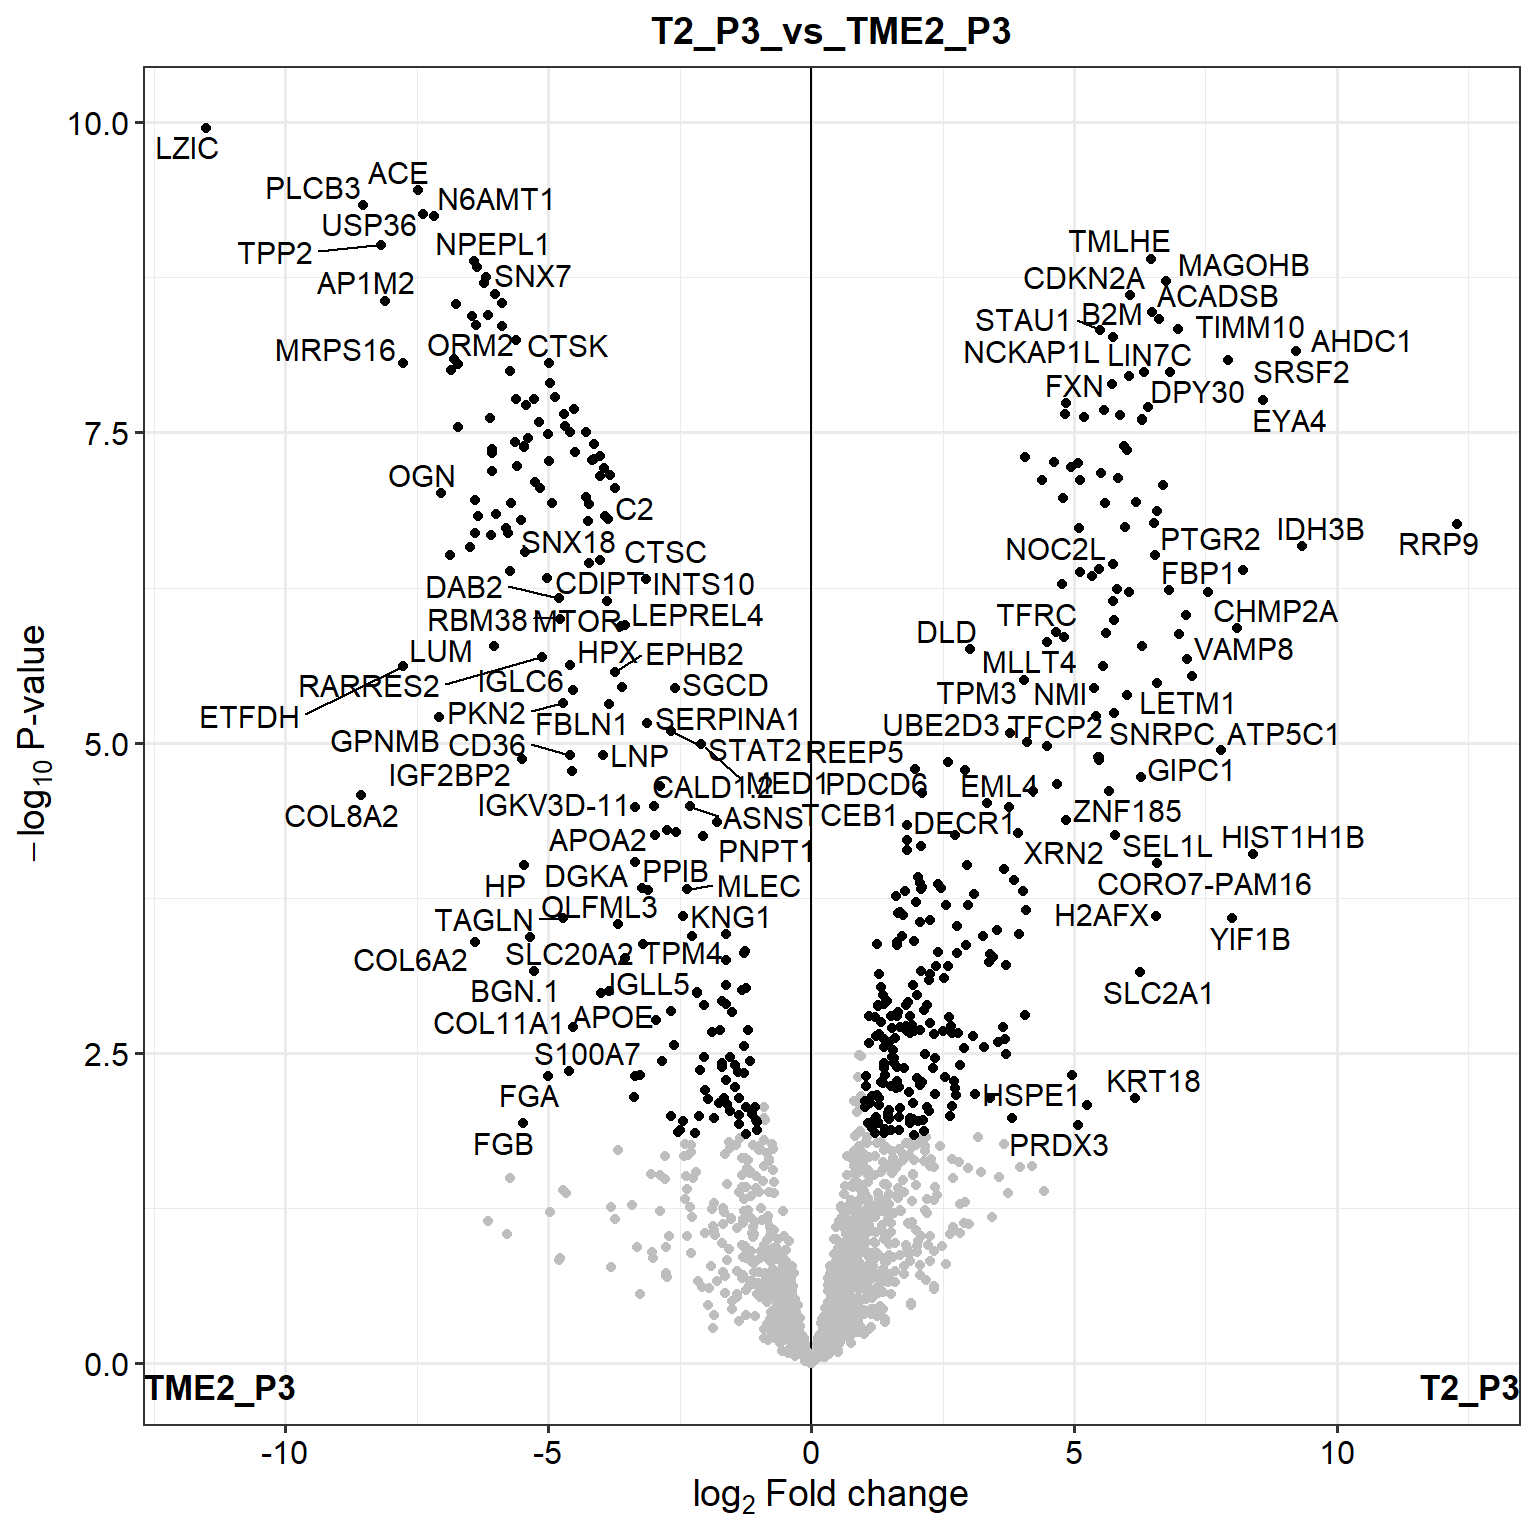 T2_P3_vs_TME2_P3
10.0
7.5
5.0
2.5
0.0
−log10 P-value
LZIC
ACE
PLCB3
N6AMT1
USP36
TPP2
NPEPL1
SNX7
AP1M2
ORM2
CTSK
MRPS16
OGN
C2
SNX18
CTSC
DAB2
CDIPT
INTS10
RBM38
MTOR
LEPREL4
LUM
HPX
EPHB2
RARRES2
IGLC6
SGCD
ETFDH
PKN2
FBLN1
SERPINA1
GPNMB
CD36
LNP
STAT2
IGF2BP2
CALD1.2
MED1
COL8A2
IGKV3D-11
ASNS
APOA2
PNPT1
HP
DGKA
PPIB
MLEC
TAGLN
OLFML3
KNG1
COL6A2
SLC20A2
TPM4
BGN.1
IGLL5
COL11A1
APOE
S100A7
FGA
FGB
TMLHE
MAGOHB
CDKN2A
ACADSB
STAU1
B2M
TIMM10
AHDC1
NCKAP1L
LIN7C
SRSF2
FXN
DPY30
EYA4
IDH3B
RRP9
NOC2L
PTGR2
FBP1
TFRC
CHMP2A
DLD
VAMP8
MLLT4
TPM3
NMI
LETM1
UBE2D3
TFCP2
SNRPC
ATP5C1
REEP5
GIPC1
PDCD6
EML4
TCEB1
DECR1
ZNF185
XRN2
SEL1L
HIST1H1B
CORO7-PAM16
H2AFX
YIF1B
SLC2A1
HSPE1
KRT18
PRDX3
TME2_P3
T2_P3
-10
-5
0
5
10
log2 Fold change